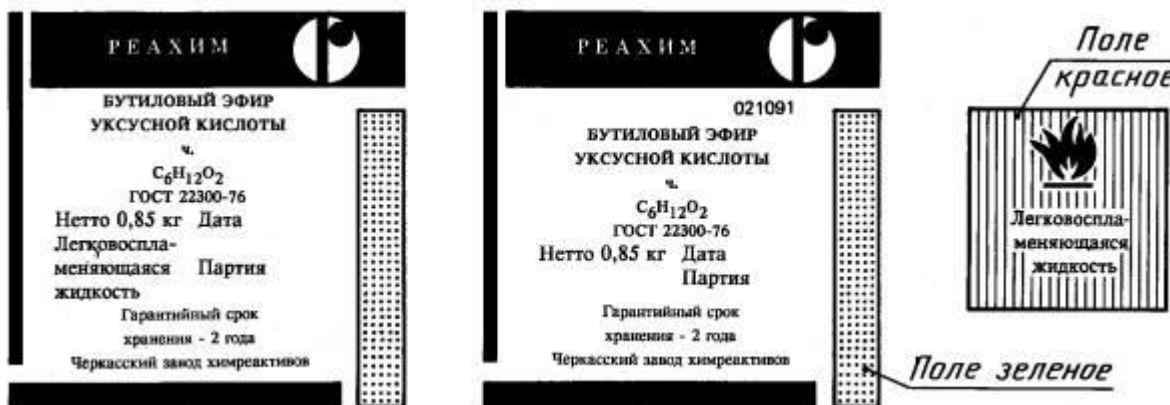 РЕАХИМ
БУТИЛОВЫЙ ЭФИР
УКСУСНОЙ КИСЛОТЫ
ч.
C6H12O2
ГОСТ 22300-76
Нетто 0,85 кг Дата
Легковоспла-
меняющаяся Партия
жидкость
Гарантийный срок
хранения - 2 года
Черкасский завод химреактивов
РЕАХИМ
021091
БУТИЛОВЫЙ ЭФИР
УКСУСНОЙ КИСЛОТЫ
ч.
C6H12O2
ГОСТ 22300-76
Нетто 0,85 кг Дата
Партия
Гарантийный срок
хранения - 2 года
Черкасский завод химреактивов
Поле зеленое
Поле
красное
Легковоспла-
меняющаяся
жидкость